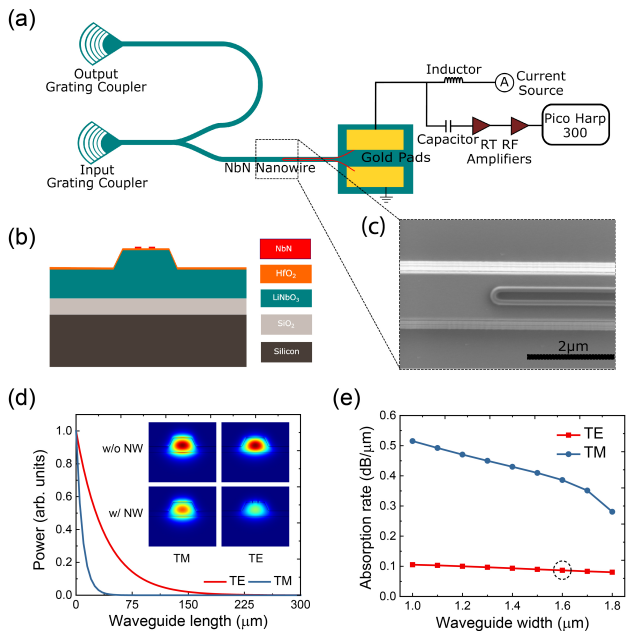 (a)
Output
Grating Coupler
Input
Grating Coupler
NbN Nanowire
Gold Pads
Inductor
A
Current
Source
Capacitor
RT RF
Amplifiers
Pico Harp
300
(b)
NbN
HfO₂
LiNbO₃
SiO₂
Silicon
(c)
2μm
(d)
Power (arb. units)
1.0
0.8
0.6
0.4
0.2
0.0
w/o NW
w/ NW
TM
TE
TE
TM
0
75
150
225
300
Waveguide length (μm)
(e)
Absorption rate (dB/μm)
0.6
0.5
0.4
0.3
0.2
0.1
0.0
TE
TM
1.0
1.2
1.4
1.6
1.8
Waveguide width (μm)